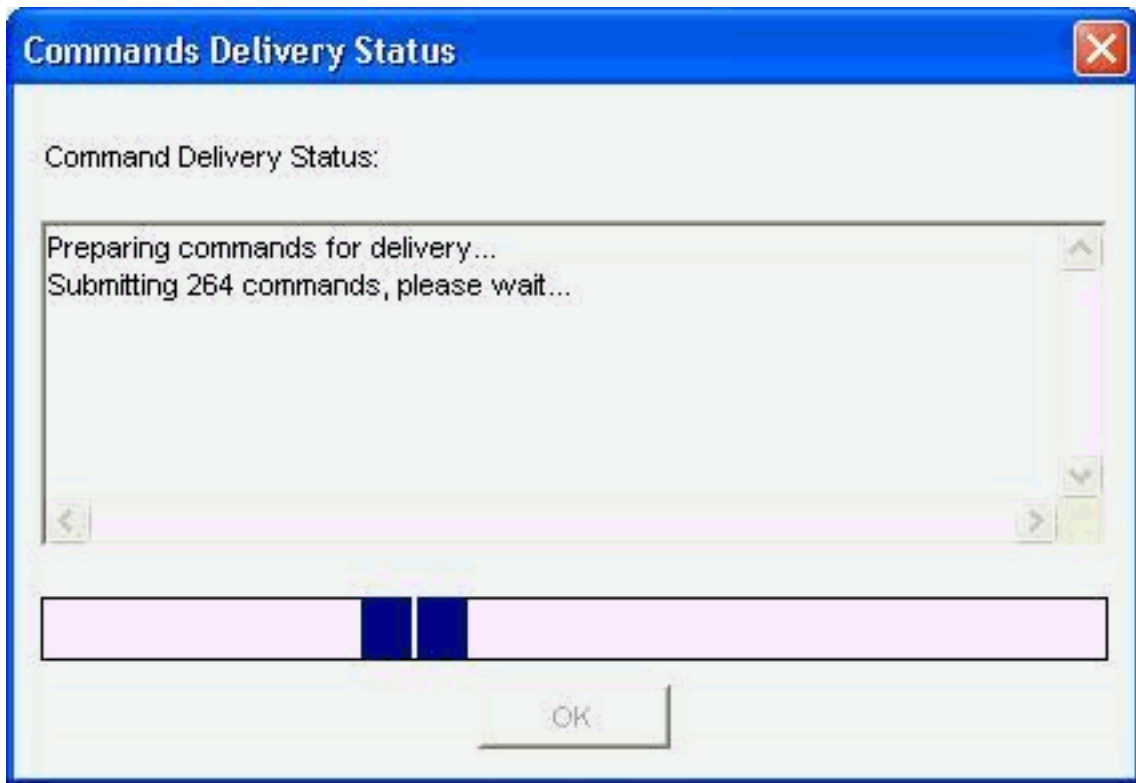 Commands Delivery Status
Command Delivery Status:
Preparing commands for delivery...
Submitting 264 commands, please wait...
OK